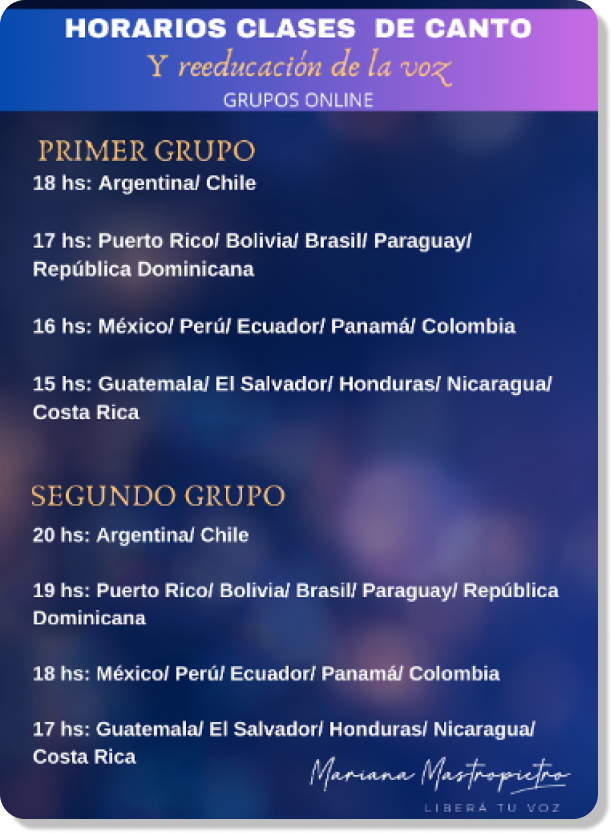 HORARIOS CLASES DE CANTO
Y reeducación de la voz
GRUPOS ONLINE
PRIMER GRUPO
18 hs: Argentina/ Chile
17 hs: Puerto Rico/ Bolivia/ Brasil/ Paraguay/
República Dominicana
16 hs: México/ Perú/ Ecuador/ Panamá/ Colombia
15 hs: Guatemala/ El Salvador/ Honduras/ Nicaragua/
Costa Rica
SEGUNDO GRUPO
20 hs: Argentina/ Chile
19 hs: Puerto Rico/ Bolivia/ Brasil/ Paraguay/ República
Dominicana
18 hs: México/ Perú/ Ecuador/ Panamá/ Colombia
17 hs: Guatemala/ El Salvador/ Honduras/ Nicaragua/
Costa Rica
Mariana Mastropietro
LIBERÁ TU VOZ